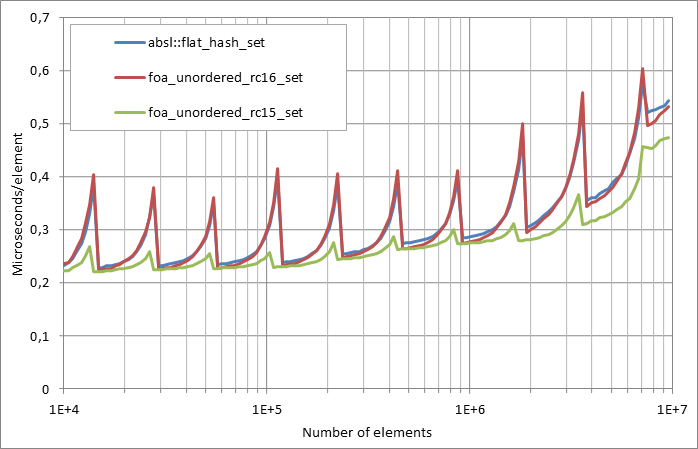 0,7
0,6
0,5
0,4
0,3
0,2
0,1
0
Microseconds/element
absl::flat_hash_set
foa_unordered_rc16_set
foa_unordered_rc15_set
1E+4 1E+5 1E+6 1E+7
Number of elements